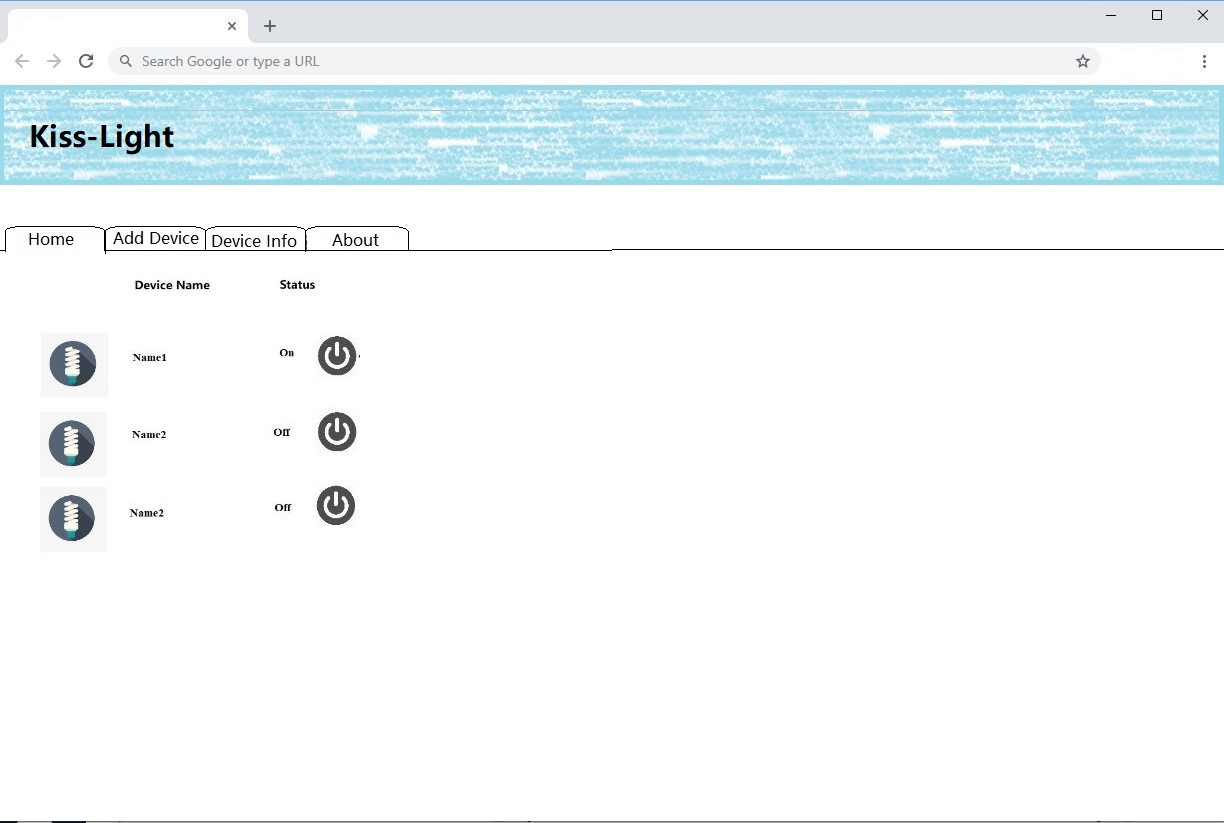 Search Google or type a URL
Kiss-Light
Home Add Device Device Info About
Device Name Status
Name1 On
Name2 Off
Name2 Off